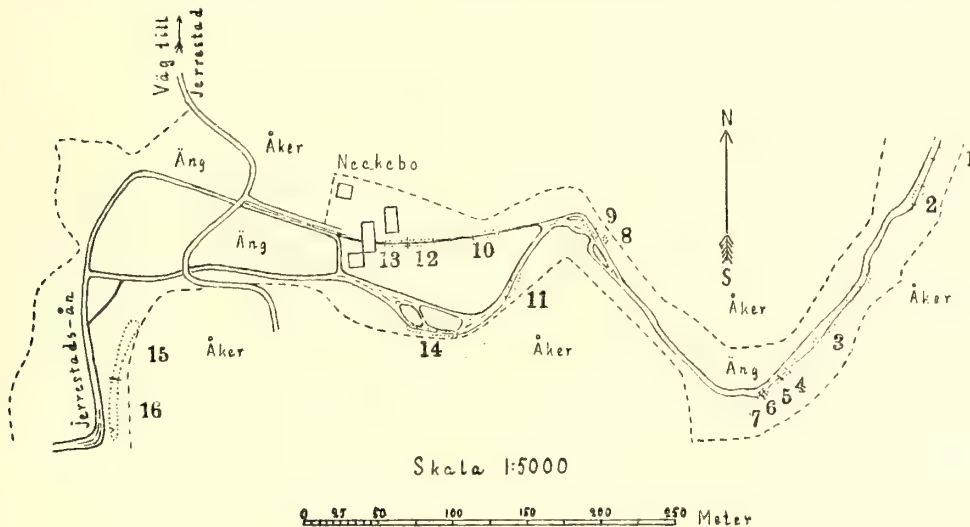 Väg till
Jerrestad
Äng
Åker
Neckebo
N
S
1
2
9
8
Äng
13 12 10
11
14
Åker
Åker
Åker
Åker
3
Äng
4
5
6
7
15
16
Jerrestads-ån
Skala 1:5000
0 25 50 100 150 200 250 Meter